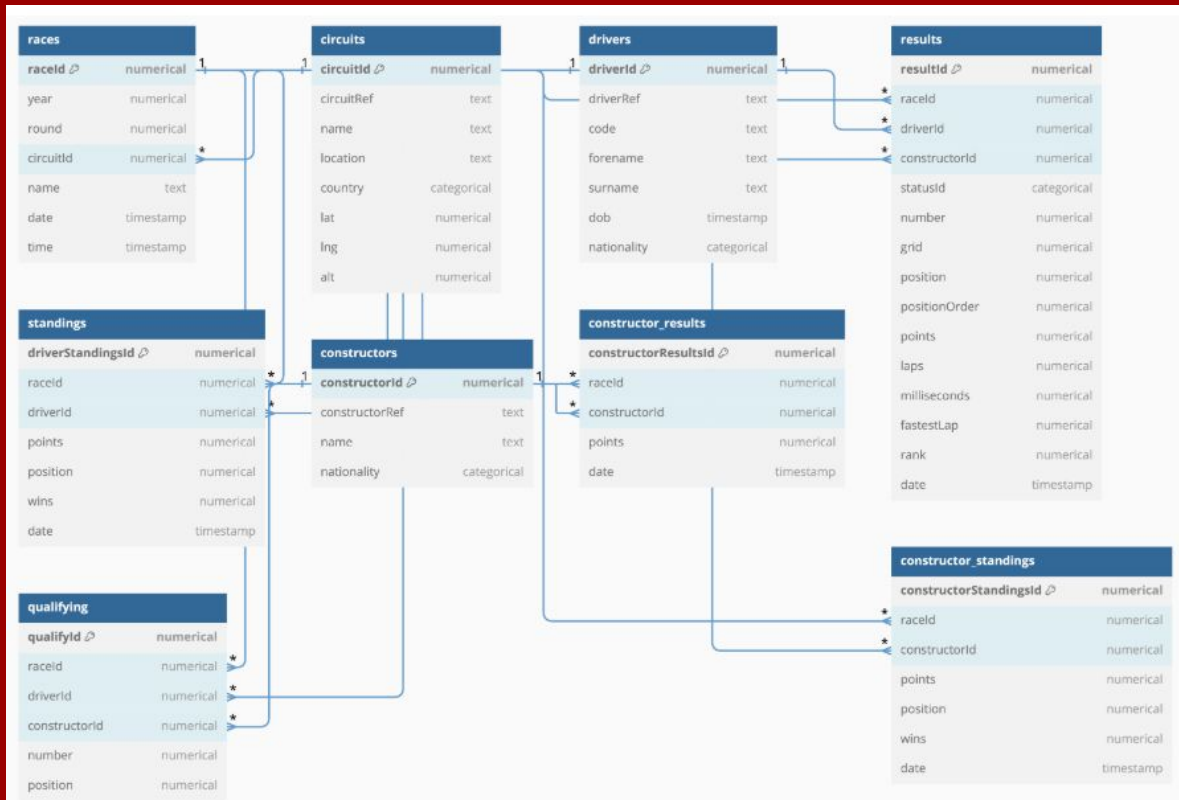 races
raceId numerical
year numerical
round numerical
circuitId numerical
name text
date timestamp
time timestamp
circuits
circuitId numerical
circuitRef text
name text
location text
country categorical
lat numerical
lng numerical
alt numerical
drivers
driverId numerical
driverRef text
code text
forename text
surname text
dob timestamp
nationality categorical
results
resultId numerical
raceId numerical
driverId numerical
constructorId numerical
statusId categorical
number numerical
grid numerical
position numerical
positionOrder numerical
points numerical
laps numerical
milliseconds numerical
fastestLap numerical
rank numerical
date timestamp
standings
driverStandingsId numerical
raceId numerical
driverId numerical
points numerical
position numerical
wins numerical
date timestamp
constructors
constructorId numerical
constructorRef text
name text
nationality categorical
constructor_results
constructorResultsId numerical
raceId numerical
constructorId numerical
points numerical
date timestamp
qualifying
qualifyId numerical
raceId numerical
driverId numerical
constructorId numerical
number numerical
position numerical
constructor_standings
constructorStandingsId numerical
raceId numerical
constructorId numerical
points numerical
position numerical
wins numerical
date timestamp
1
1
1
1
1
1
*
*
*
*
*
*
*
*
*
*
*
*
*